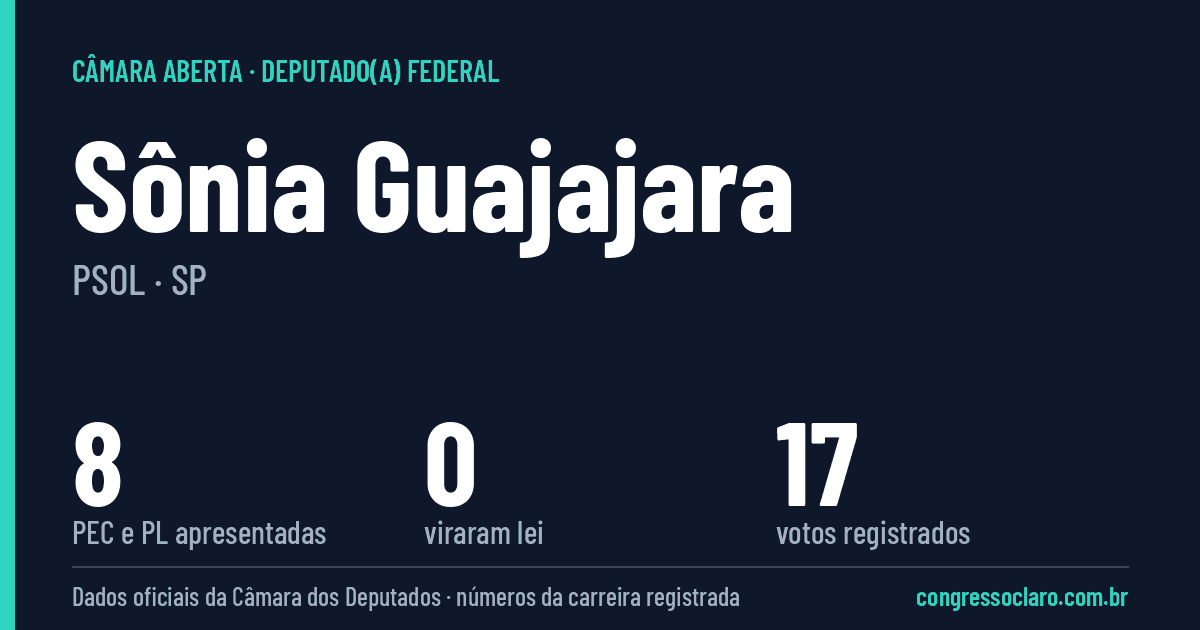 CÂMARA ABERTA · DEPUTADO(A) FEDERAL
Sônia Guajajara
PSOL · SP
8 0 17
PEC e PL apresentadas viraram lei votos registrados
Dados oficiais da Câmara dos Deputados · números da carreira registrada congressoclaro.com.br